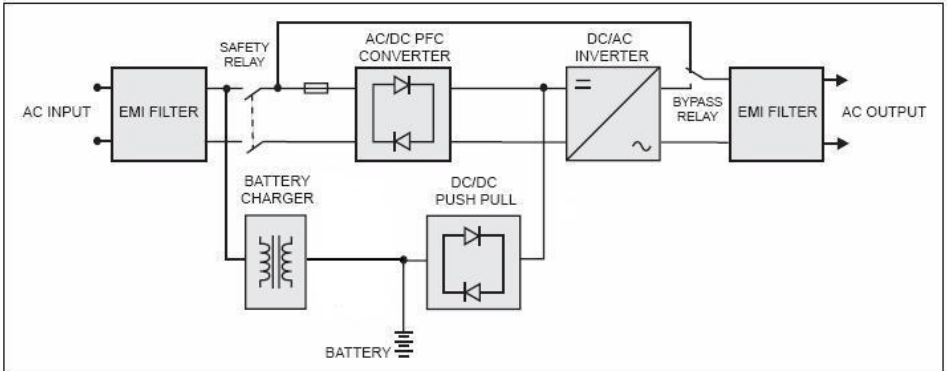 SAFETY
RELAY
AC/DC PFC
CONVERTER
DC/AC
INVERTER
AC INPUT
EMI FILTER
BYPASS
RELAY
EMI FILTER
AC OUTPUT
BATTERY
CHARGER
DC/DC
PUSH PULL
BATTERY